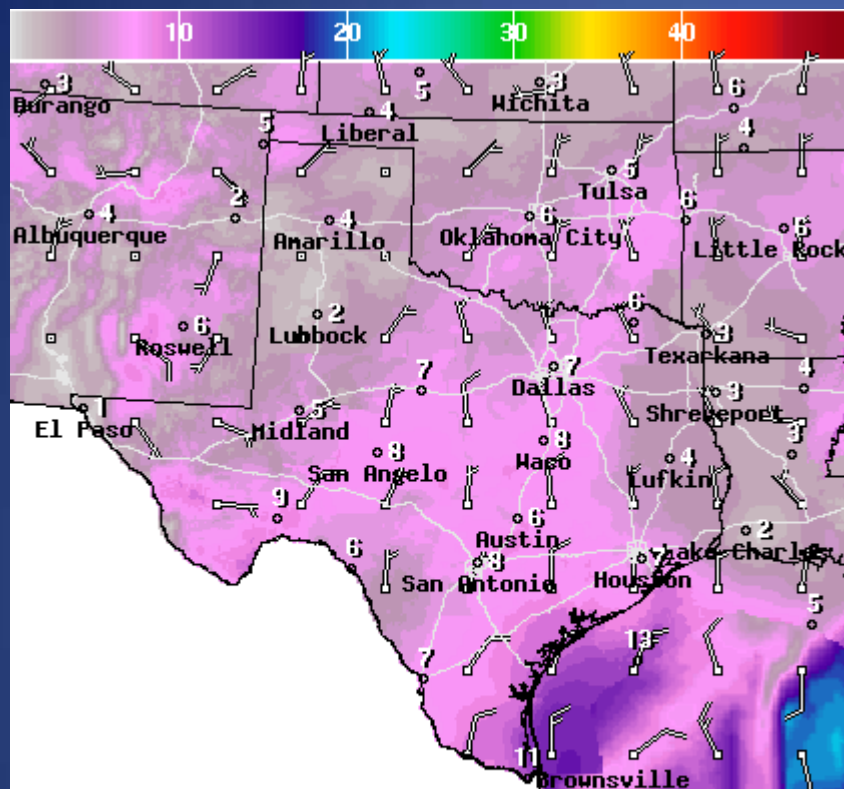 10 20 30 40
3 5 3 6
Durango Wichita
4
Liberal
5 4
5
Tulsa
2 6 6
4 4 6
Albuquerque Amarillo Oklahoma City Little Rock
2 6
6 3
Roswell Lubbock Texarkana
7 7 4
Dallas
5 3
El Paso Midland Shreveport
8 8 3
San Angelo Waco
4
Lufkin
9 6
Austin 2
6 8 Lake Charles
San Antonio Houston
5
13
7
11
Brownsville